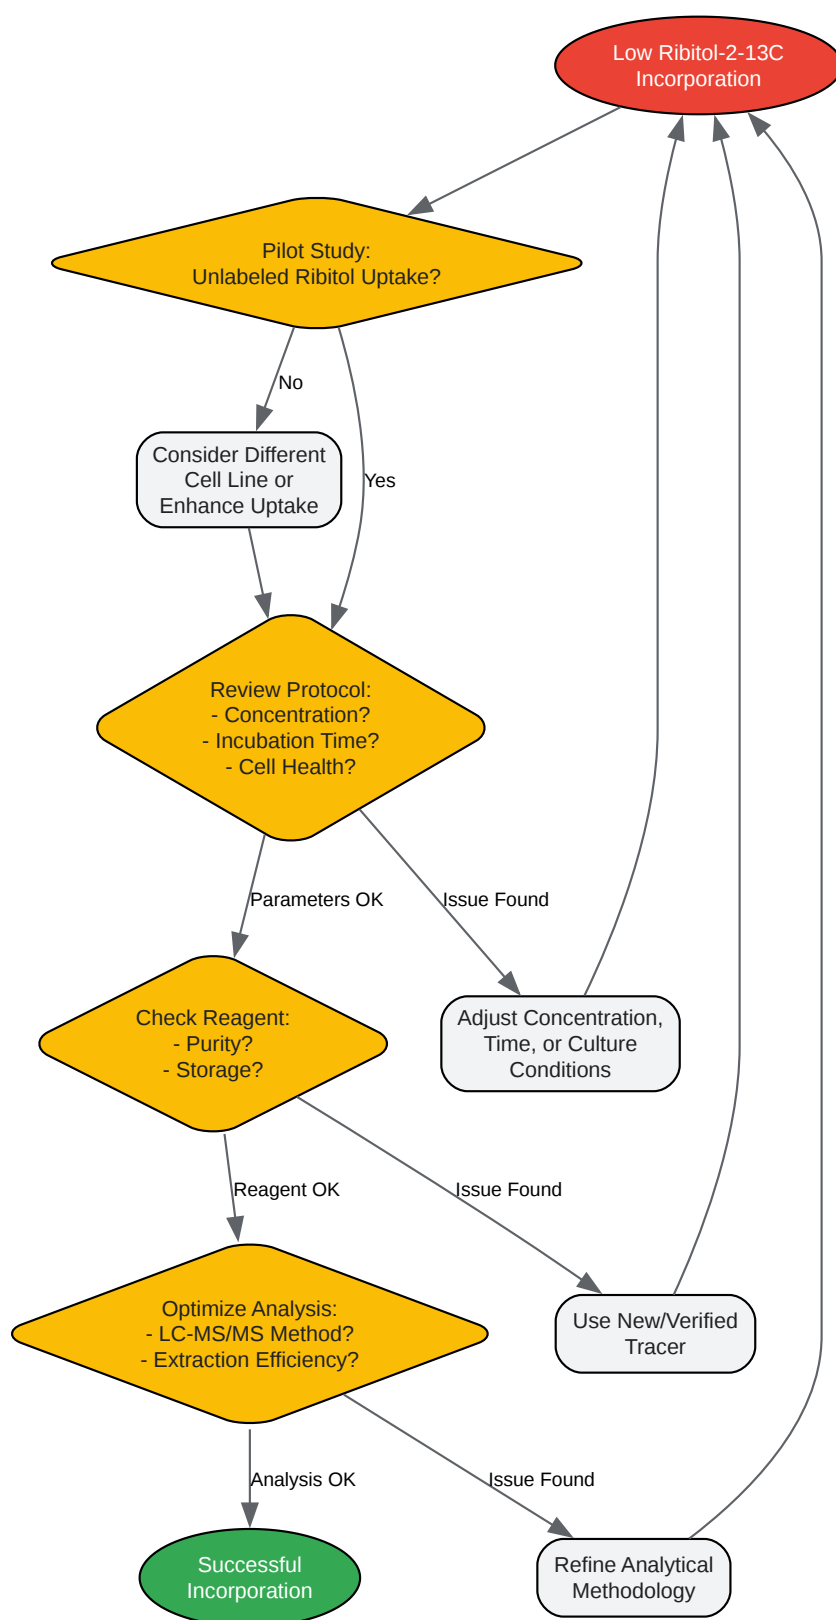 Low Ribitol-2-13C
Incorporation
Pilot Study:
Unlabeled Ribitol Uptake?
No
Consider Different
Cell Line or
Enhance Uptake
Yes
Review Protocol:
- Concentration?
- Incubation Time?
- Cell Health?
Parameters OK
Issue Found
Check Reagent:
- Purity?
- Storage?
Adjust Concentration,
Time, or Culture
Conditions
Reagent OK
Issue Found
Optimize Analysis:
- LC-MS/MS Method?
- Extraction Efficiency?
Use New/Verified
Tracer
Analysis OK
Issue Found
Successful
Incorporation
Refine Analytical
Methodology